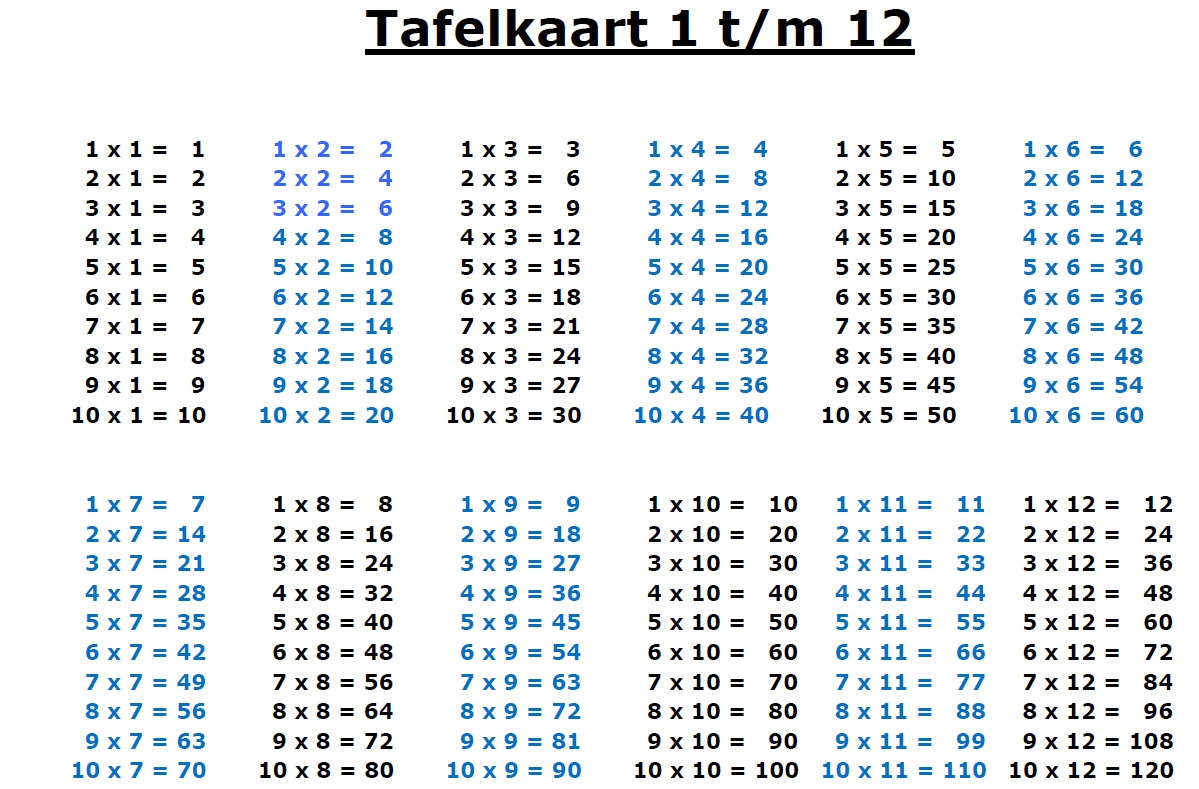 Tafelkaart 1 t/m 12
1 x 1 = 1 1 x 2 = 2 1 x 3 = 3 1 x 4 = 4 1 x 5 = 5 1 x 6 = 6
2 x 1 = 2 2 x 2 = 4 2 x 3 = 6 2 x 4 = 8 2 x 5 = 10 2 x 6 = 12
3 x 1 = 3 3 x 2 = 6 3 x 3 = 9 3 x 4 = 12 3 x 5 = 15 3 x 6 = 18
4 x 1 = 4 4 x 2 = 8 4 x 3 = 12 4 x 4 = 16 4 x 5 = 20 4 x 6 = 24
5 x 1 = 5 5 x 2 = 10 5 x 3 = 15 5 x 4 = 20 5 x 5 = 25 5 x 6 = 30
6 x 1 = 6 6 x 2 = 12 6 x 3 = 18 6 x 4 = 24 6 x 5 = 30 6 x 6 = 36
7 x 1 = 7 7 x 2 = 14 7 x 3 = 21 7 x 4 = 28 7 x 5 = 35 7 x 6 = 42
8 x 1 = 8 8 x 2 = 16 8 x 3 = 24 8 x 4 = 32 8 x 5 = 40 8 x 6 = 48
9 x 1 = 9 9 x 2 = 18 9 x 3 = 27 9 x 4 = 36 9 x 5 = 45 9 x 6 = 54
10 x 1 = 10 10 x 2 = 20 10 x 3 = 30 10 x 4 = 40 10 x 5 = 50 10 x 6 = 60
1 x 7 = 7 1 x 8 = 8 1 x 9 = 9 1 x 10 = 10 1 x 11 = 11 1 x 12 = 12
2 x 7 = 14 2 x 8 = 16 2 x 9 = 18 2 x 10 = 20 2 x 11 = 22 2 x 12 = 24
3 x 7 = 21 3 x 8 = 24 3 x 9 = 27 3 x 10 = 30 3 x 11 = 33 3 x 12 = 36
4 x 7 = 28 4 x 8 = 32 4 x 9 = 36 4 x 10 = 40 4 x 11 = 44 4 x 12 = 48
5 x 7 = 35 5 x 8 = 40 5 x 9 = 45 5 x 10 = 50 5 x 11 = 55 5 x 12 = 60
6 x 7 = 42 6 x 8 = 48 6 x 9 = 54 6 x 10 = 60 6 x 11 = 66 6 x 12 = 72
7 x 7 = 49 7 x 8 = 56 7 x 9 = 63 7 x 10 = 70 7 x 11 = 77 7 x 12 = 84
8 x 7 = 56 8 x 8 = 64 8 x 9 = 72 8 x 10 = 80 8 x 11 = 88 8 x 12 = 96
9 x 7 = 63 9 x 8 = 72 9 x 9 = 81 9 x 10 = 90 9 x 11 = 99 9 x 12 = 108
10 x 7 = 70 10 x 8 = 80 10 x 9 = 90 10 x 10 = 100 10 x 11 = 110 10 x 12 = 120